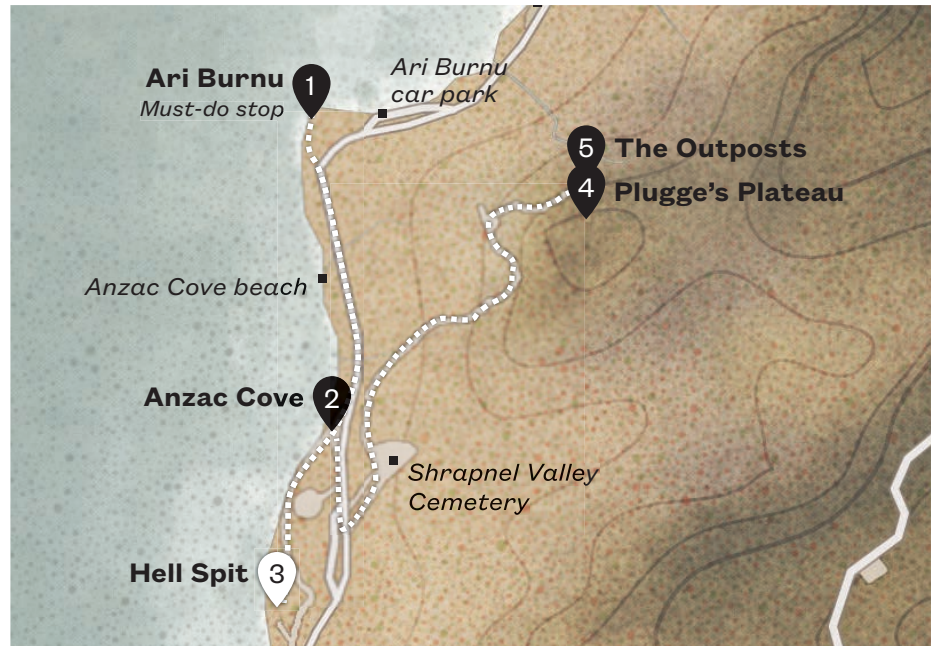 Ari Burnu
Must-do stop
1
Ari Burnu
car park
5
The Outposts
4
Plugge’s Plateau
Anzac Cove beach
Anzac Cove
2
Shrapnel Valley
Cemetery
Hell Spit
3